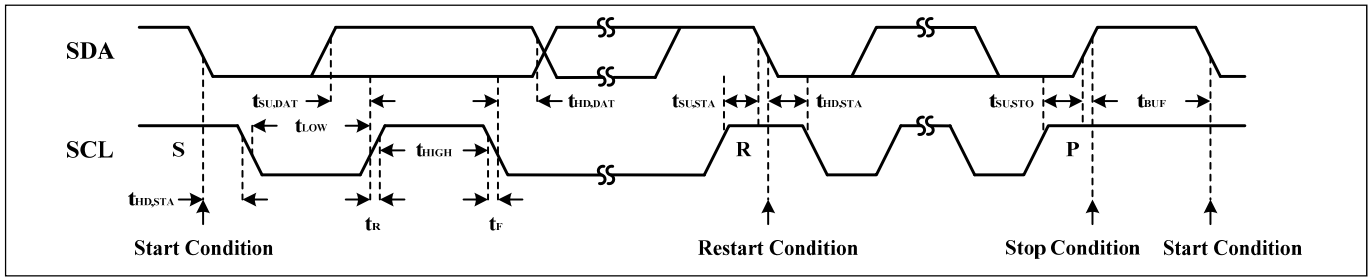 SDA
tSU,DAT
tHD,DAT
tSU,STA
tHD,STA
tSU,STO
tBUF
tLOW
SCL
S
tHIGH
R
P
tHD,STA
tR
tF
Start Condition
Restart Condition
Stop Condition
Start Condition